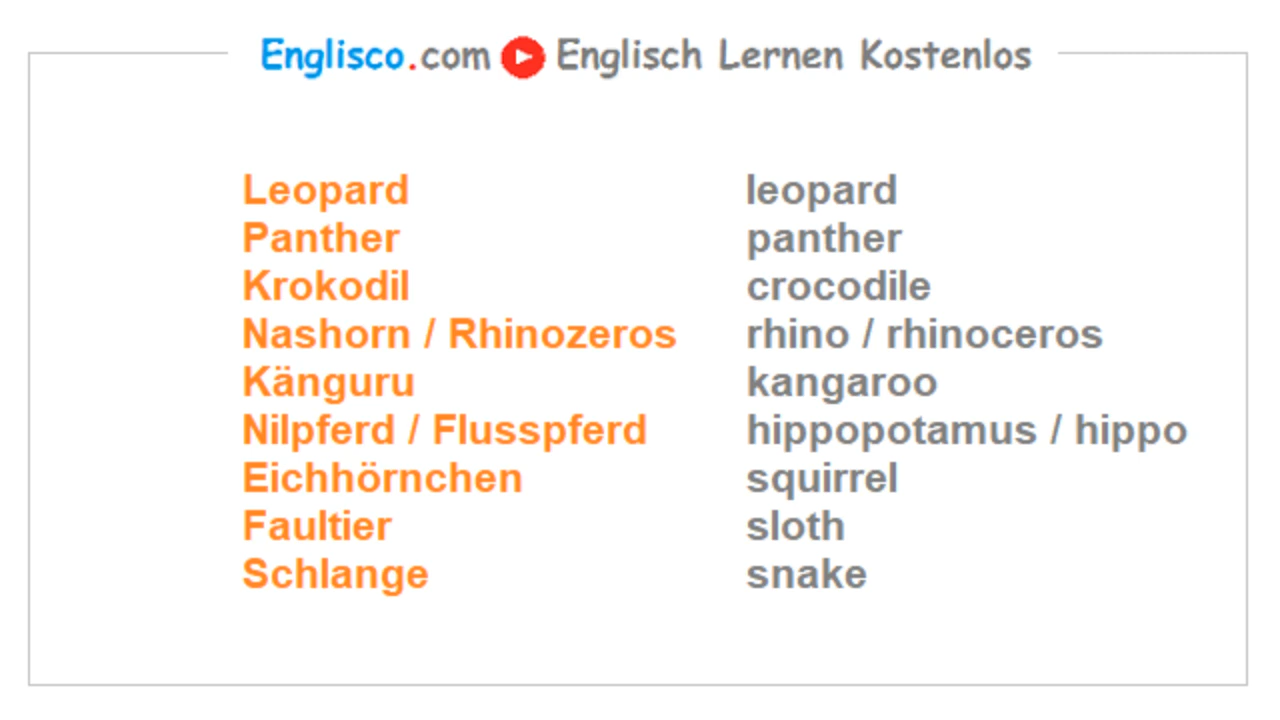 Englisco.com Englisch Lernen Kostenlos
Leopard leopard
Panther panther
Krokodil crocodile
Nashorn / Rhinozeros rhino / rhinoceros
Känguru kangaroo
Nilpferd / Flusspferd hippopotamus / hippo
Eichhörnchen squirrel
Faultier sloth
Schlange snake